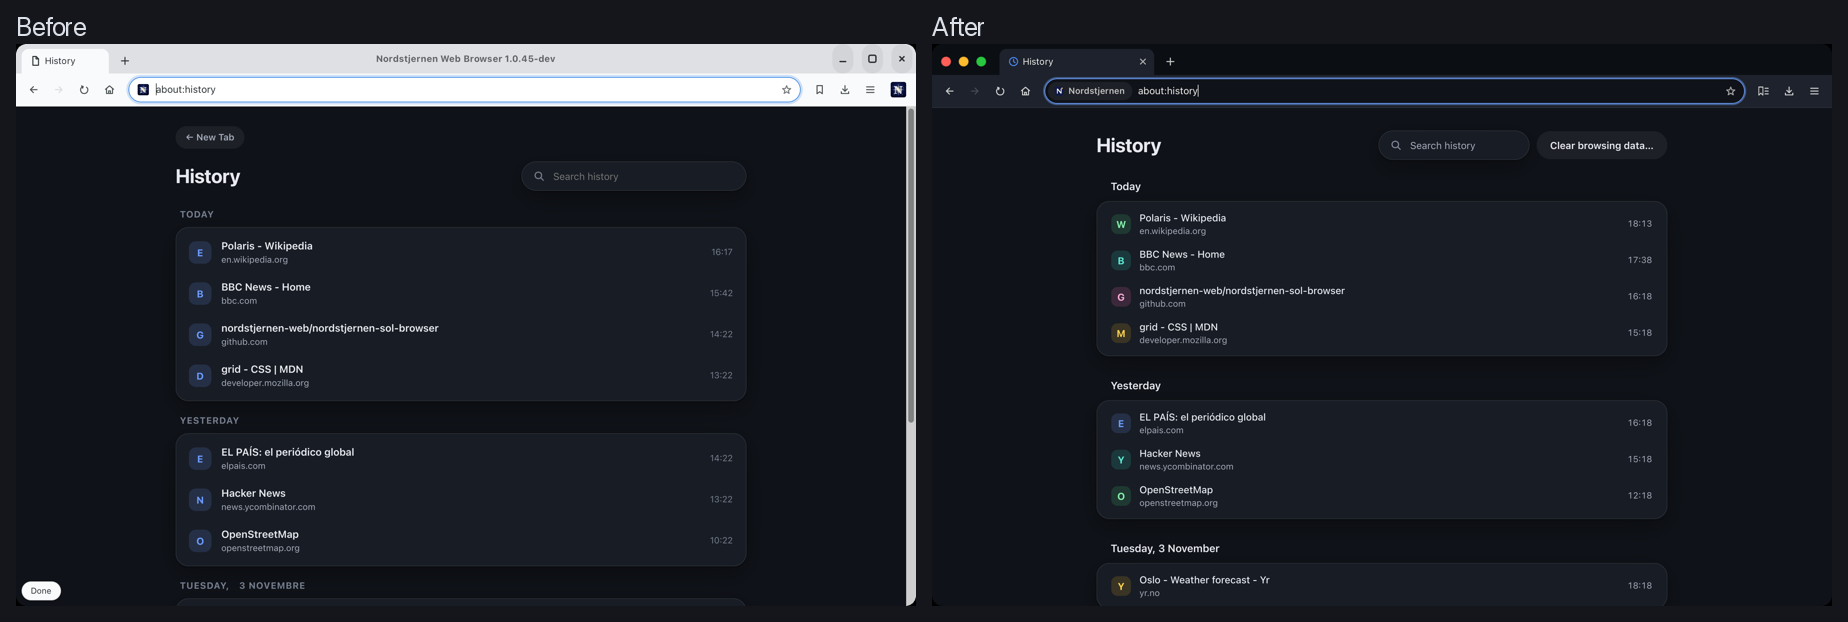 Before
History
Nordstjernen Web Browser 1.0.45-dev
about:history
← New Tab
History
Search history
TODAY
E
Polaris - Wikipedia
en.wikipedia.org
16:17
B
BBC News - Home
bbc.com
15:42
G
nordstjernen-web/nordstjernen-sol-browser
github.com
14:22
D
grid - CSS | MDN
developer.mozilla.org
13:22
YESTERDAY
E
EL PAÍS: el periódico global
elpais.com
14:22
N
Hacker News
news.ycombinator.com
13:22
O
OpenStreetMap
openstreetmap.org
10:22
TUESDAY, 3 NOVEMBRE
Done
After
History
N Nordstjernen about:history
History
Search history
Clear browsing data...
Today
W
Polaris - Wikipedia
en.wikipedia.org
18:13
B
BBC News - Home
bbc.com
17:38
G
nordstjernen-web/nordstjernen-sol-browser
github.com
16:18
M
grid - CSS | MDN
developer.mozilla.org
15:18
Yesterday
E
EL PAÍS: el periódico global
elpais.com
16:18
Y
Hacker News
news.ycombinator.com
15:18
O
OpenStreetMap
openstreetmap.org
12:18
Tuesday, 3 November
Y
Oslo - Weather forecast - Yr
yr.no
18:18